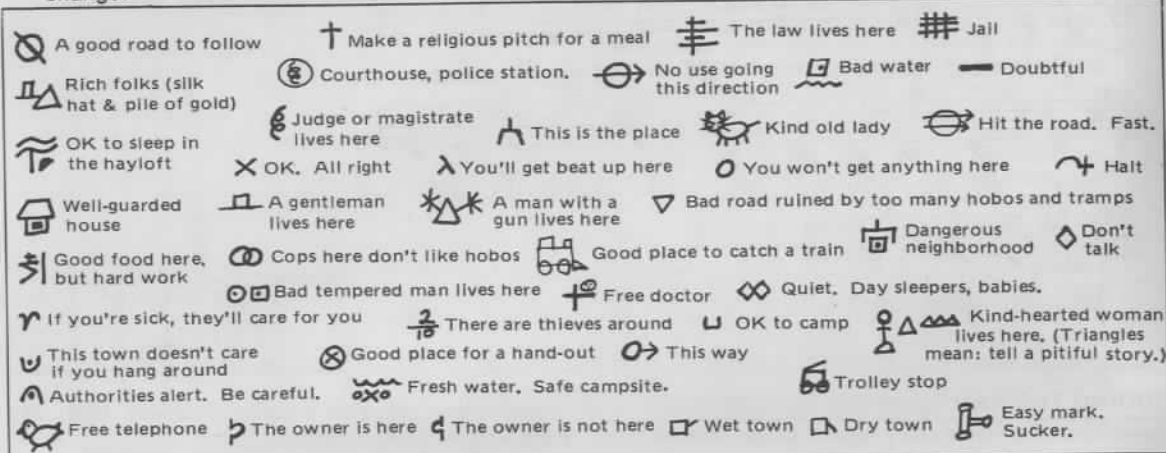 A good road to follow
Make a religious pitch for a meal
The law lives here
Jail
Rich folks (silk
hat & pile of gold)
Courthouse, police station.
No use going
this direction
Bad water
Doubtful
Judge or magistrate
lives here
This is the place
Kind old lady
Hit the road. Fast.
OK to sleep in
the hayloft
OK. All right
You'll get beat up here
You won't get anything here
Halt
Well-guarded
house
A gentleman
lives here
A man with a
gun lives here
Bad road ruined by too many hobos and tramps
Good food here,
but hard work
Cops here don't like hobos
Good place to catch a train
Dangerous
neighborhood
Don't
talk
Bad tempered man lives here
Free doctor
Quiet. Day sleepers, babies.
If you're sick, they'll care for you
2
10
There are thieves around
OK to camp
Kind-hearted woman
lives here. (Triangles
mean: tell a pitiful story.)
This town doesn't care
if you hang around
Good place for a hand-out
This way
Authorities alert. Be careful.
Fresh water. Safe campsite.
Trolley stop
Free telephone
The owner is here
The owner is not here
Wet town
Dry town
Easy mark.
Sucker.